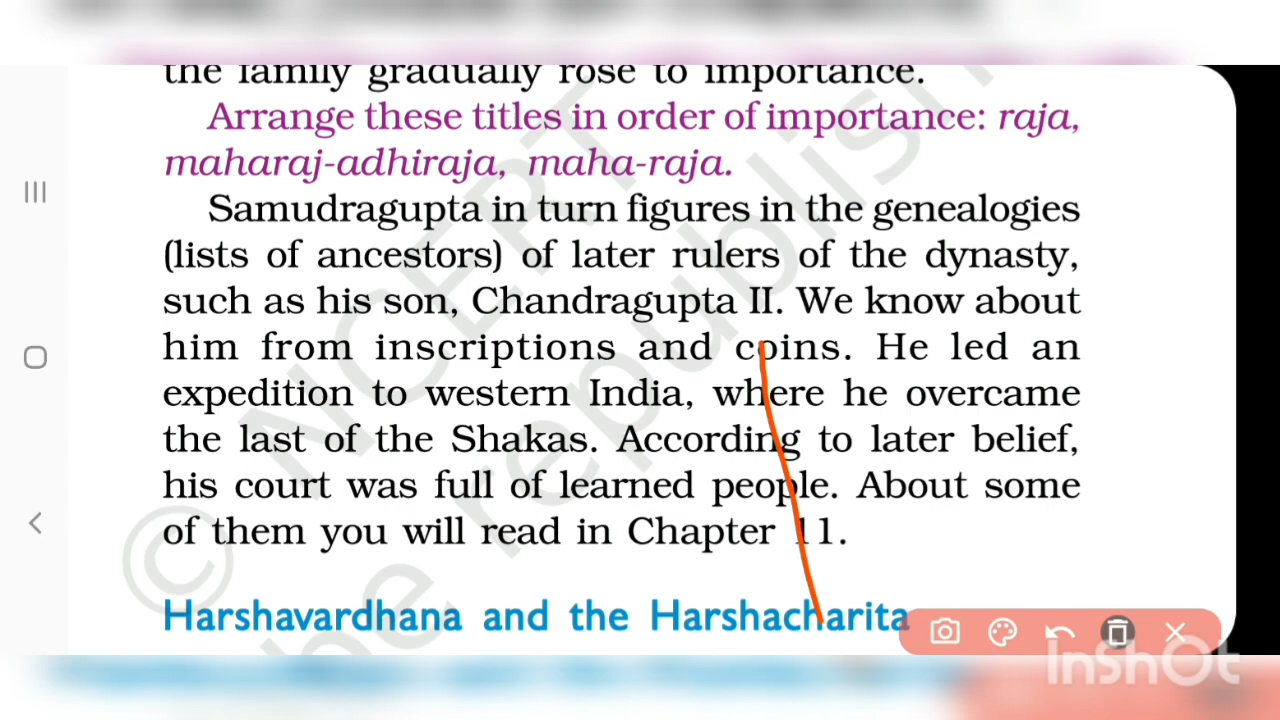 the family gradually rose to importance.
Arrange these titles in order of importance: raja,
maharaj-adhiraja, maha-raja.
Samudragupta in turn figures in the genealogies
(lists of ancestors) of later rulers of the dynasty,
such as his son, Chandragupta II. We know about
him from inscriptions and coins. He led an
expedition to western India, where he overcame
the last of the Shakas. According to later belief,
his court was full of learned people. About some
of them you will read in Chapter 11.
Harshavardhana and the Harshacharita
© NCERT
be republish
InShOt